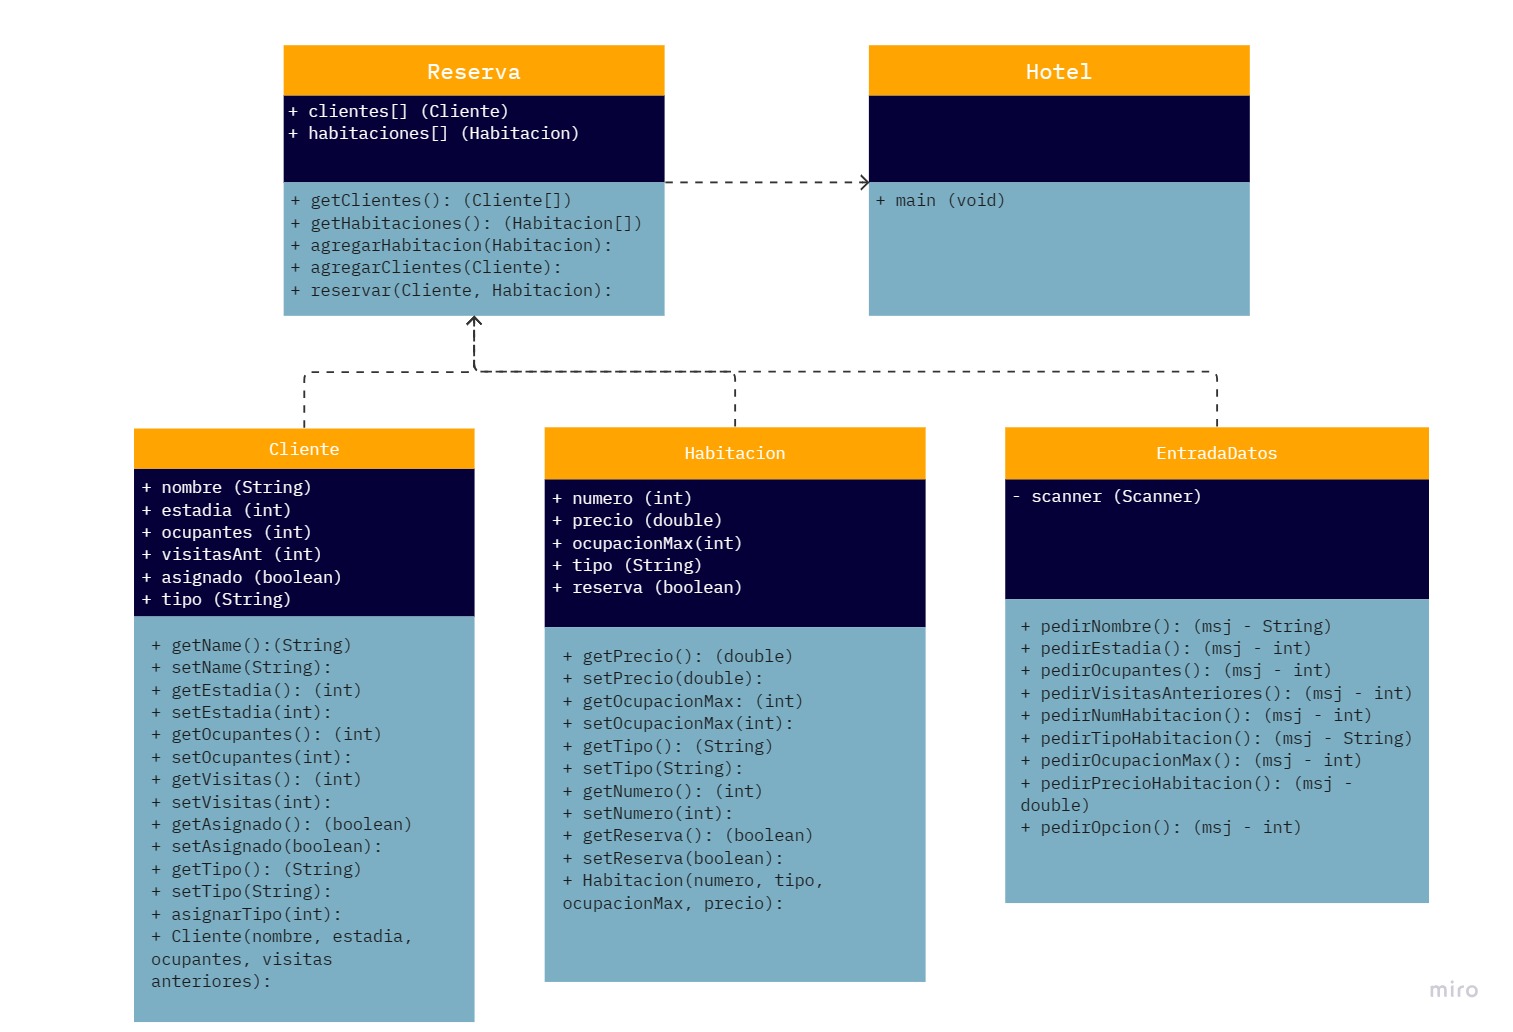 Reserva
+ clientes[] (Cliente)
+ habitaciones[] (Habitacion)
+ getClientes(): (Cliente[])
+ getHabitaciones(): (Habitacion[])
+ agregarHabitacion(Habitacion):
+ agregarClientes(Cliente):
+ reservar(Cliente, Habitacion):
Hotel
+ main (void)
Cliente
+ nombre (String)
+ estadia (int)
+ ocupantes (int)
+ visitasAnt (int)
+ asignado (boolean)
+ tipo (String)
+ getName():(String)
+ setName(String):
+ getEstadia(): (int)
+ setEstadia(int):
+ getOcupantes(): (int)
+ setOcupantes(int):
+ getVisitas(): (int)
+ setVisitas(int):
+ getAsignado(): (boolean)
+ setAsignado(boolean):
+ getTipo(): (String)
+ setTipo(String):
+ asignarTipo(int):
+ Cliente(nombre, estadia,
ocupantes, visitas
anteriores):
Habitacion
+ numero (int)
+ precio (double)
+ ocupacionMax(int)
+ tipo (String)
+ reserva (boolean)
+ getPrecio(): (double)
+ setPrecio(double):
+ getOcupacionMax: (int)
+ setOcupacionMax(int):
+ getTipo(): (String)
+ setTipo(String):
+ getNumero(): (int)
+ setNumero(int):
+ getReserva(): (boolean)
+ setReserva(boolean):
+ Habitacion(numero, tipo,
ocupacionMax, precio):
EntradaDatos
- scanner (Scanner)
+ pedirNombre(): (msj - String)
+ pedirEstadia(): (msj - int)
+ pedirOcupantes(): (msj - int)
+ pedirVisitasAnteriores(): (msj - int)
+ pedirNumHabitacion(): (msj - int)
+ pedirTipoHabitacion(): (msj - String)
+ pedirOcupacionMax(): (msj - int)
+ pedirPrecioHabitacion(): (msj -
double)
+ pedirOpcion(): (msj - int)
miro